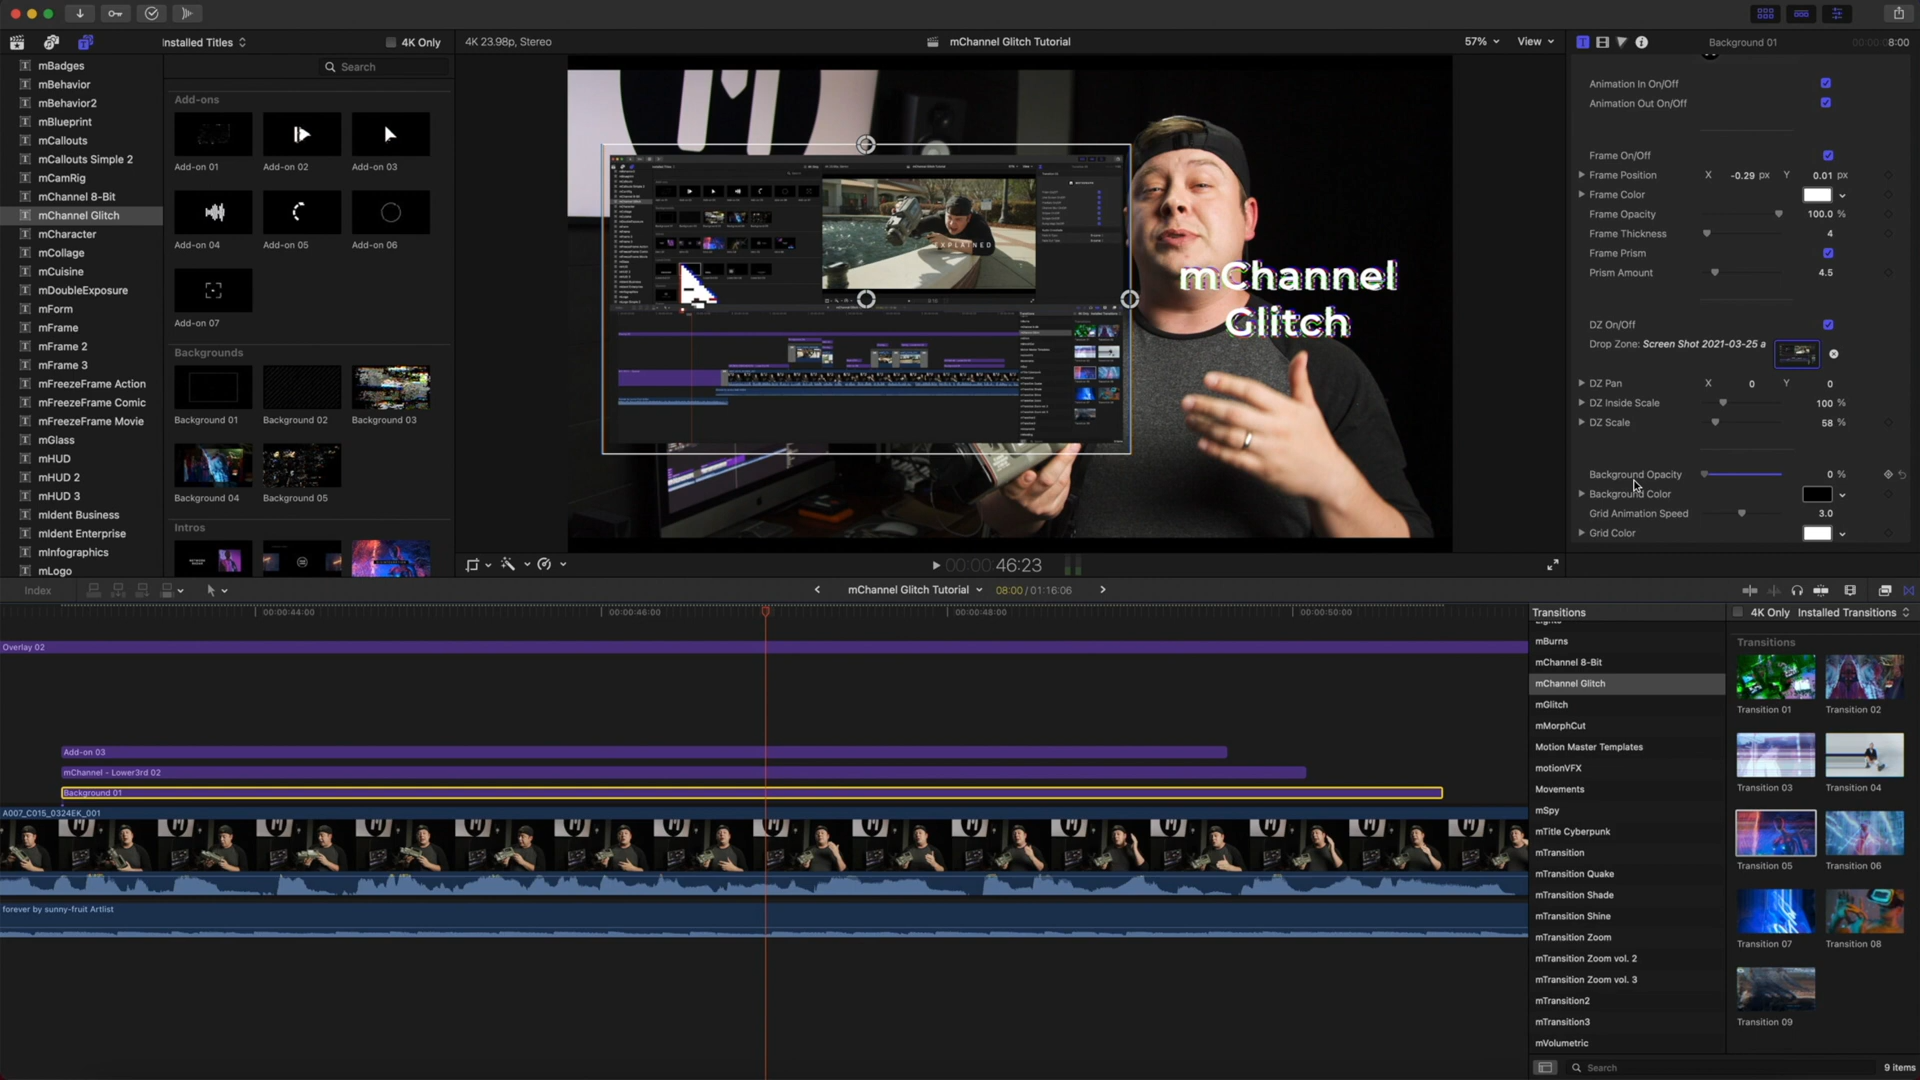 Installed Titles
4K Only
4K 23.98p, Stereo
mChannel Glitch Tutorial
57%
View
Background 01
00:00:08:00
mBadges
mBehavior
mBehavior2
mBlueprint
mCallouts
mCallouts Simple 2
mCamRig
mChannel 8-Bit
mChannel Glitch
mCharacter
mCollage
mCuisine
mDoubleExposure
mForm
mFrame
mFrame 2
mFrame 3
mFreezeFrame Action
mFreezeFrame Comic
mFreezeFrame Movie
mGlass
mHUD
mHUD 2
mHUD 3
mIdent Business
mIdent Enterprise
mInfographics
mLogo
Search
Add-ons
Add-on 01
Add-on 02
Add-on 03
Add-on 04
Add-on 05
Add-on 06
Add-on 07
Backgrounds
Background 01
Background 02
Background 03
Background 04
Background 05
Intros
EXPLAINED
mChannel
Glitch
Animation In On/Off
Animation Out On/Off
Frame On/Off
Frame Position X -0.29 px Y 0.01 px
Frame Color
Frame Opacity 100.0 %
Frame Thickness 4
Frame Prism
Prism Amount 4.5
DZ On/Off
Drop Zone: Screen Shot 2021-03-25 a
DZ Pan X 0 Y 0
DZ Inside Scale 100 %
DZ Scale 58 %
Background Opacity 0 %
Background Color
Grid Animation Speed 3.0
Grid Color
00:00:46:23
Index
mChannel Glitch Tutorial
08:00 / 01:16:06
00:00:44:00
00:00:46:00
00:00:48:00
00:00:50:00
Overlay 02
Add-on 03
mChannel - Lower3rd 02
Background 01
A007_C015_0324EK_001
forever by sunny-fruit Artlist
Transitions
4K Only
Installed Transitions
Lights
mBurns
mChannel 8-Bit
mChannel Glitch
mGlitch
mMorphCut
Motion Master Templates
motionVFX
Movements
mSpy
mTitle Cyberpunk
mTransition
mTransition Quake
mTransition Shade
mTransition Shine
mTransition Zoom
mTransition Zoom vol. 2
mTransition Zoom vol. 3
mTransition2
mTransition3
mVolumetric
Transitions
Transition 01
Transition 02
Transition 03
Transition 04
Transition 05
Transition 06
Transition 07
Transition 08
Transition 09
Search
9 items